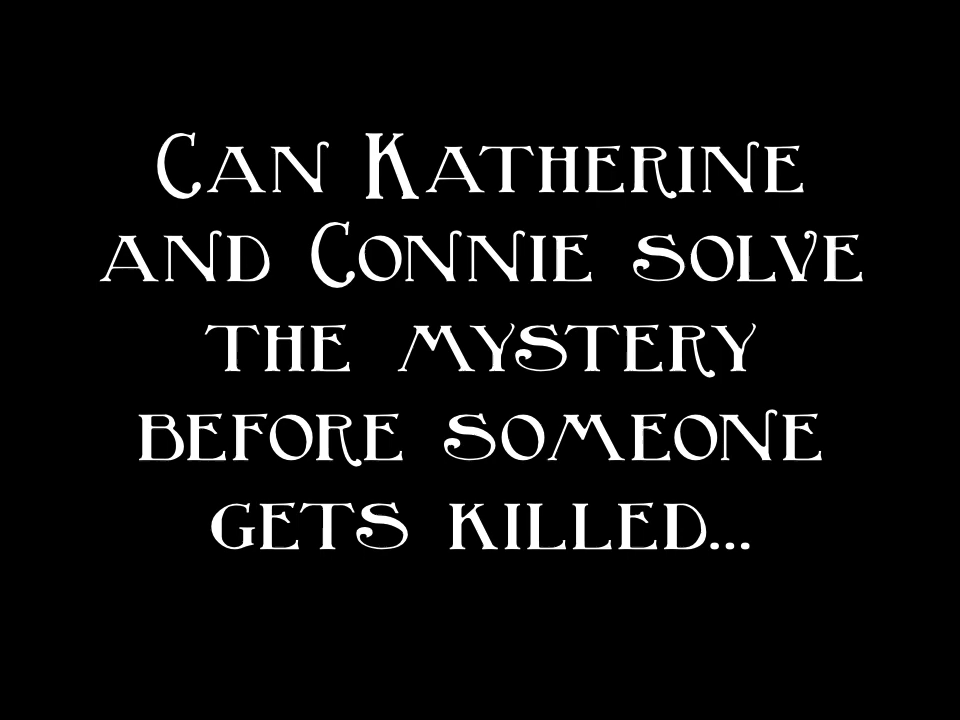 Can Katherine
and Connie solve
the mystery
before someone
gets killed...